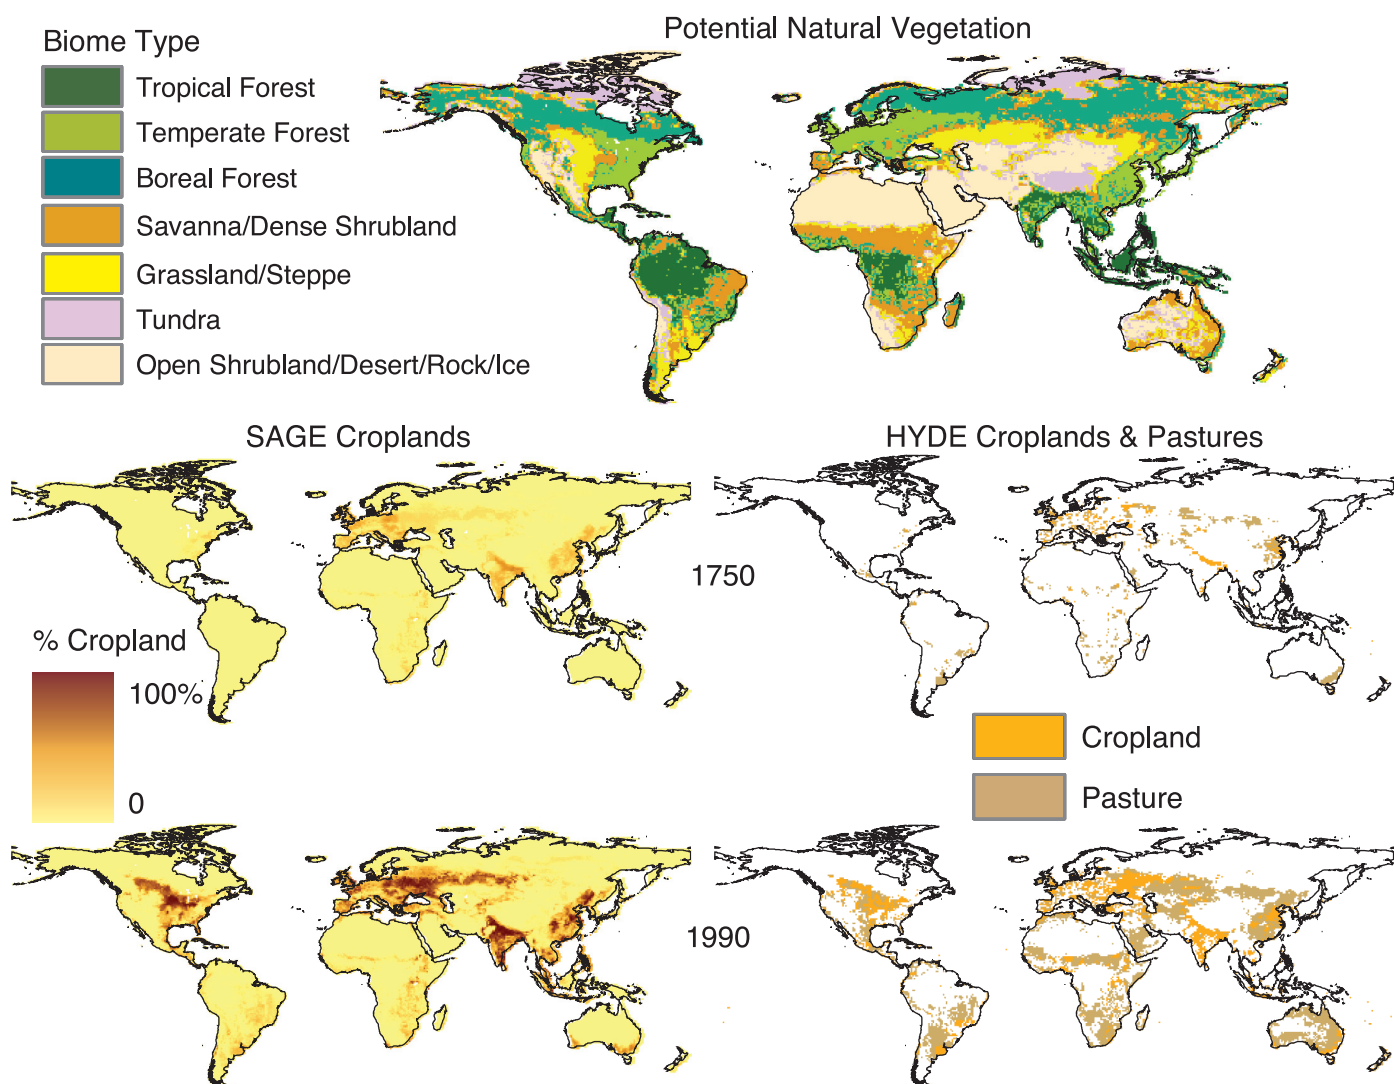 Potential Natural Vegetation
Biome Type
Tropical Forest
Temperate Forest
Boreal Forest
Savanna/Dense Shrubland
Grassland/Steppe
Tundra
Open Shrubland/Desert/Rock/Ice
SAGE Croplands
HYDE Croplands & Pastures
1750
% Cropland
100%
0
Cropland
Pasture
1990